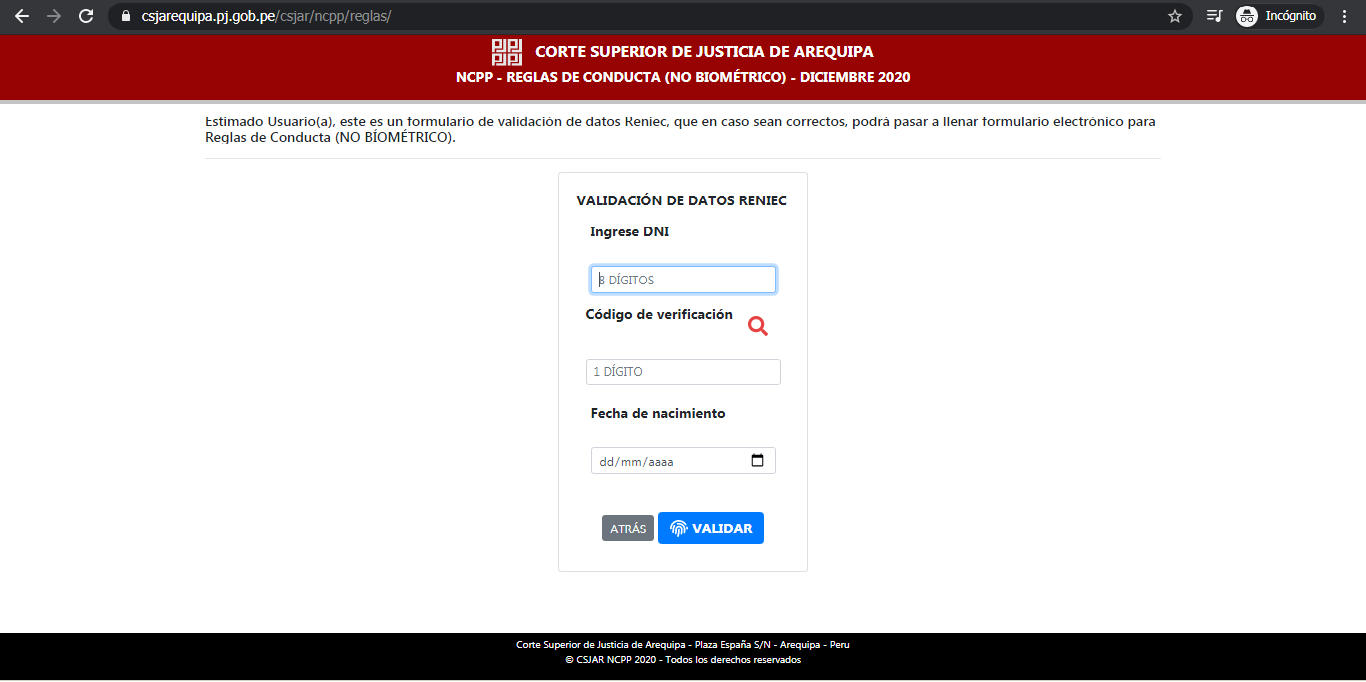 csjarequipa.pj.gob.pe/csjar/ncpp/reglas/
Incógnito
CORTE SUPERIOR DE JUSTICIA DE AREQUIPA
NCPP - REGLAS DE CONDUCTA (NO BIOMÉTRICO) - DICIEMBRE 2020
Estimado Usuario(a), este es un formulario de validación de datos Reniec, que en caso sean correctos, podrá pasar a llenar formulario electrónico para
Reglas de Conducta (NO BÍOMÉTRICO).
VALIDACIÓN DE DATOS RENIEC
Ingrese DNI
8 DÍGITOS
Código de verificación
1 DÍGITO
Fecha de nacimiento
dd/mm/aaaa
ATRÁS VALIDAR
Corte Superior de Justicia de Arequipa - Plaza España S/N - Arequipa - Peru
© CSJAR NCPP 2020 - Todos los derechos reservados